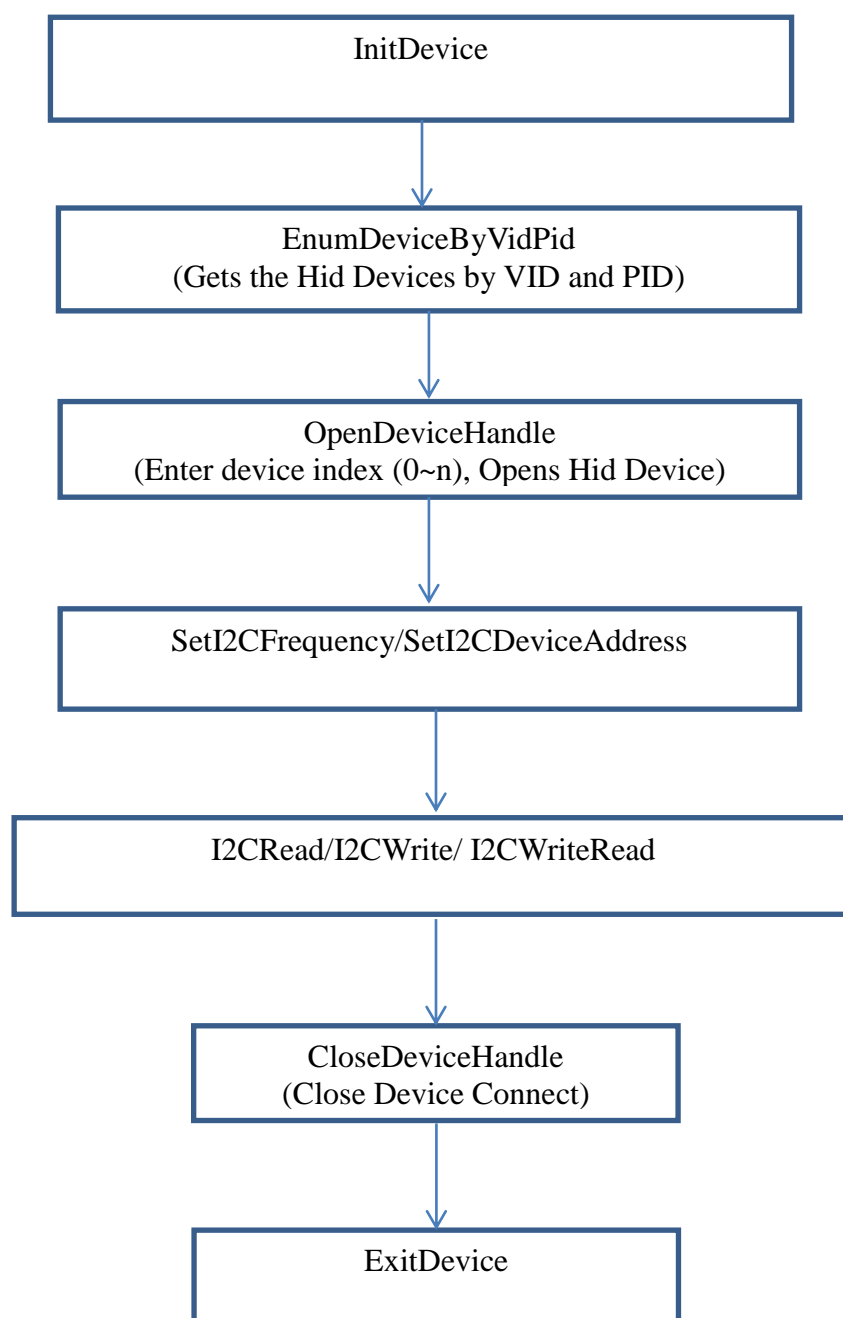 InitDevice
EnumDeviceByVidPid
(Gets the Hid Devices by VID and PID)
OpenDeviceHandle
(Enter device index (0~n), Opens Hid Device)
SetI2CFrequency/SetI2CDeviceAddress
I2CRead/I2CWrite/ I2CWriteRead
CloseDeviceHandle
(Close Device Connect)
ExitDevice